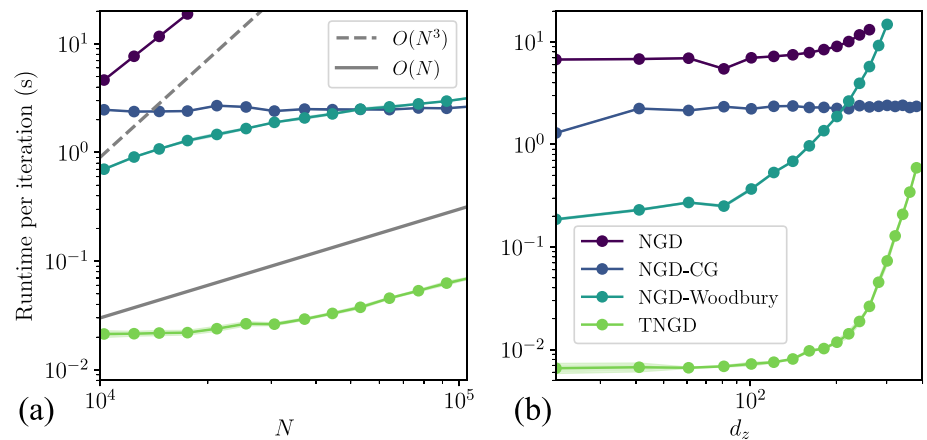 Runtime per iteration (s)
10^1
10^0
10^{-1}
10^{-2}
O(N^3)
O(N)
10^4
10^5
N
(a)
10^1
10^0
10^{-1}
10^{-2}
NGD
NGD-CG
NGD-Woodbury
TNGD
10^2
d_z
(b)